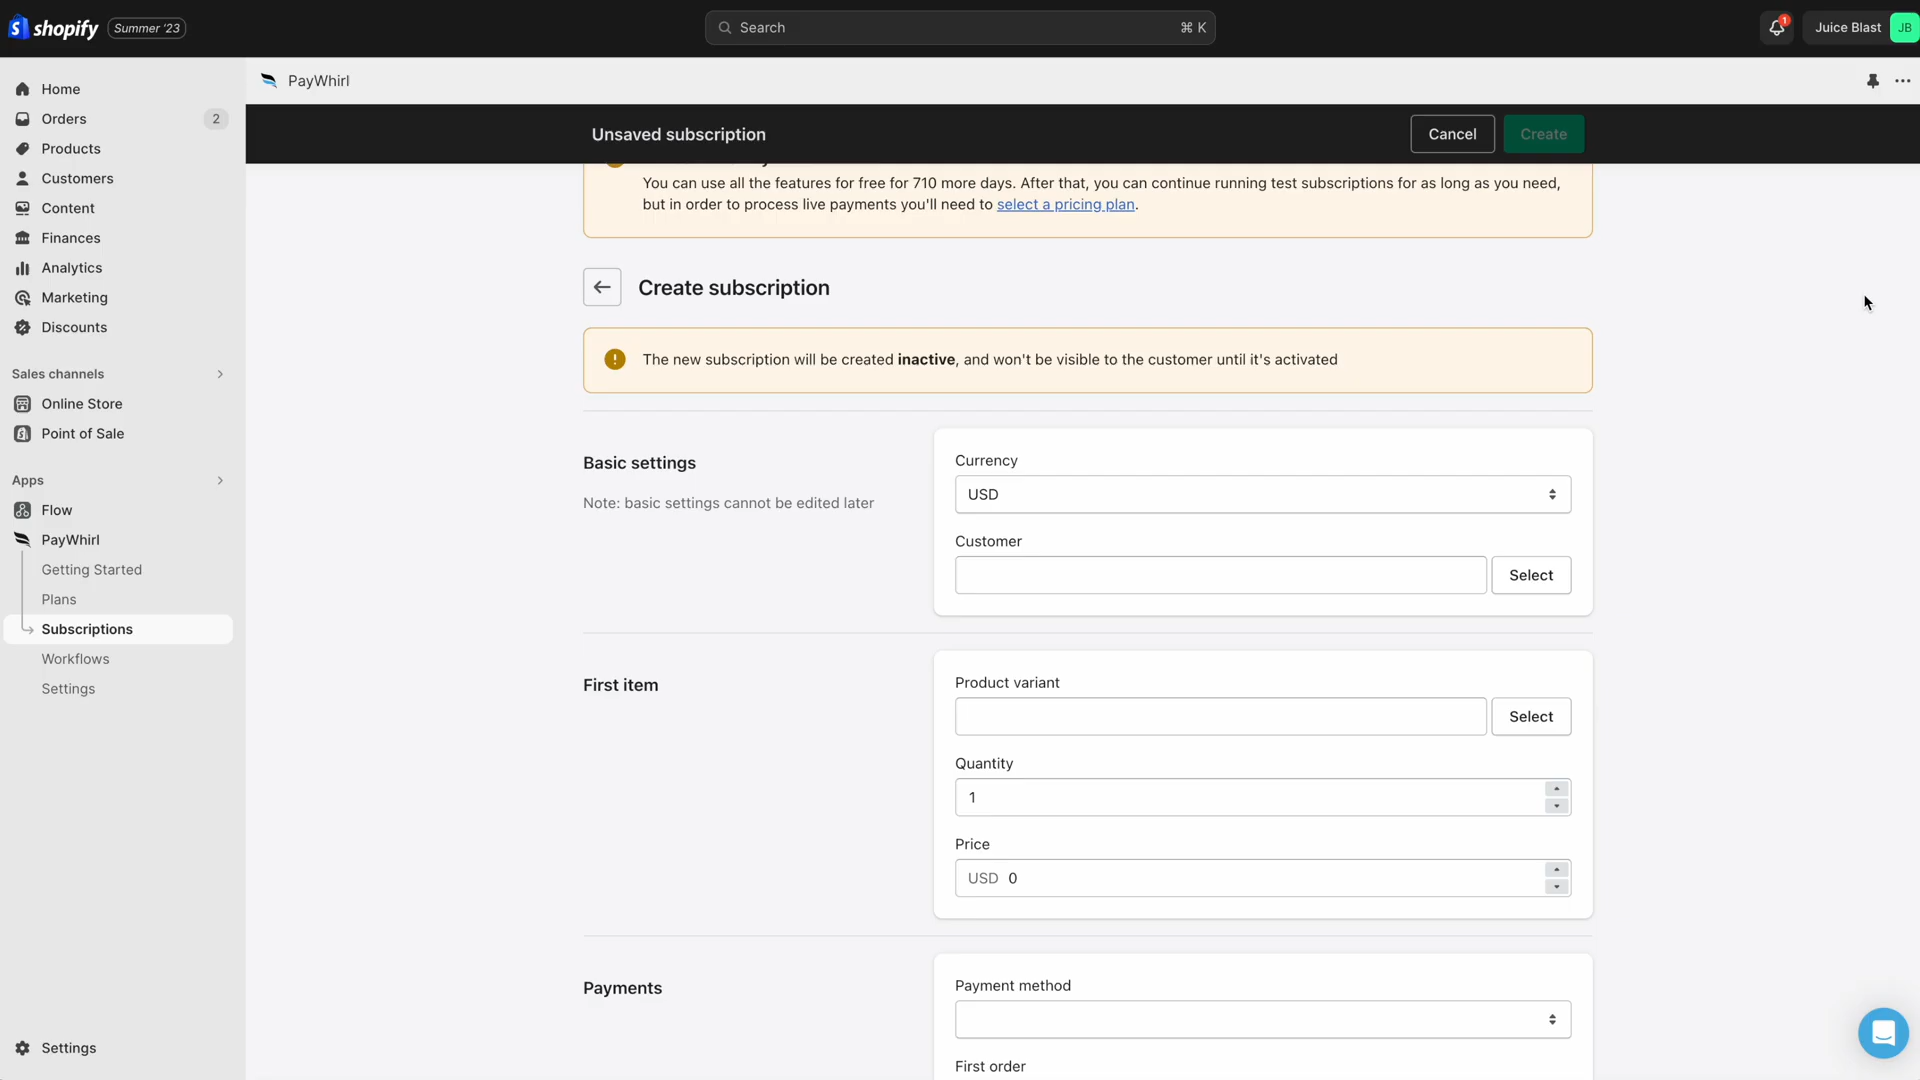 shopify Summer '23
Search ⌘ K
1
Juice Blast JB
Home
Orders 2
Products
Customers
Content
Finances
Analytics
Marketing
Discounts
Sales channels
Online Store
Point of Sale
Apps
Flow
PayWhirl
Getting Started
Plans
Subscriptions
Workflows
Settings
Settings
PayWhirl
Unsaved subscription
Cancel
Create
You can use all the features for free for 710 more days. After that, you can continue running test subscriptions for as long as you need,
but in order to process live payments you'll need to select a pricing plan.
Create subscription
The new subscription will be created inactive, and won't be visible to the customer until it's activated
Basic settings
Note: basic settings cannot be edited later
Currency
USD
Customer
Select
First item
Product variant
Select
Quantity
1
Price
USD 0
Payments
Payment method
First order